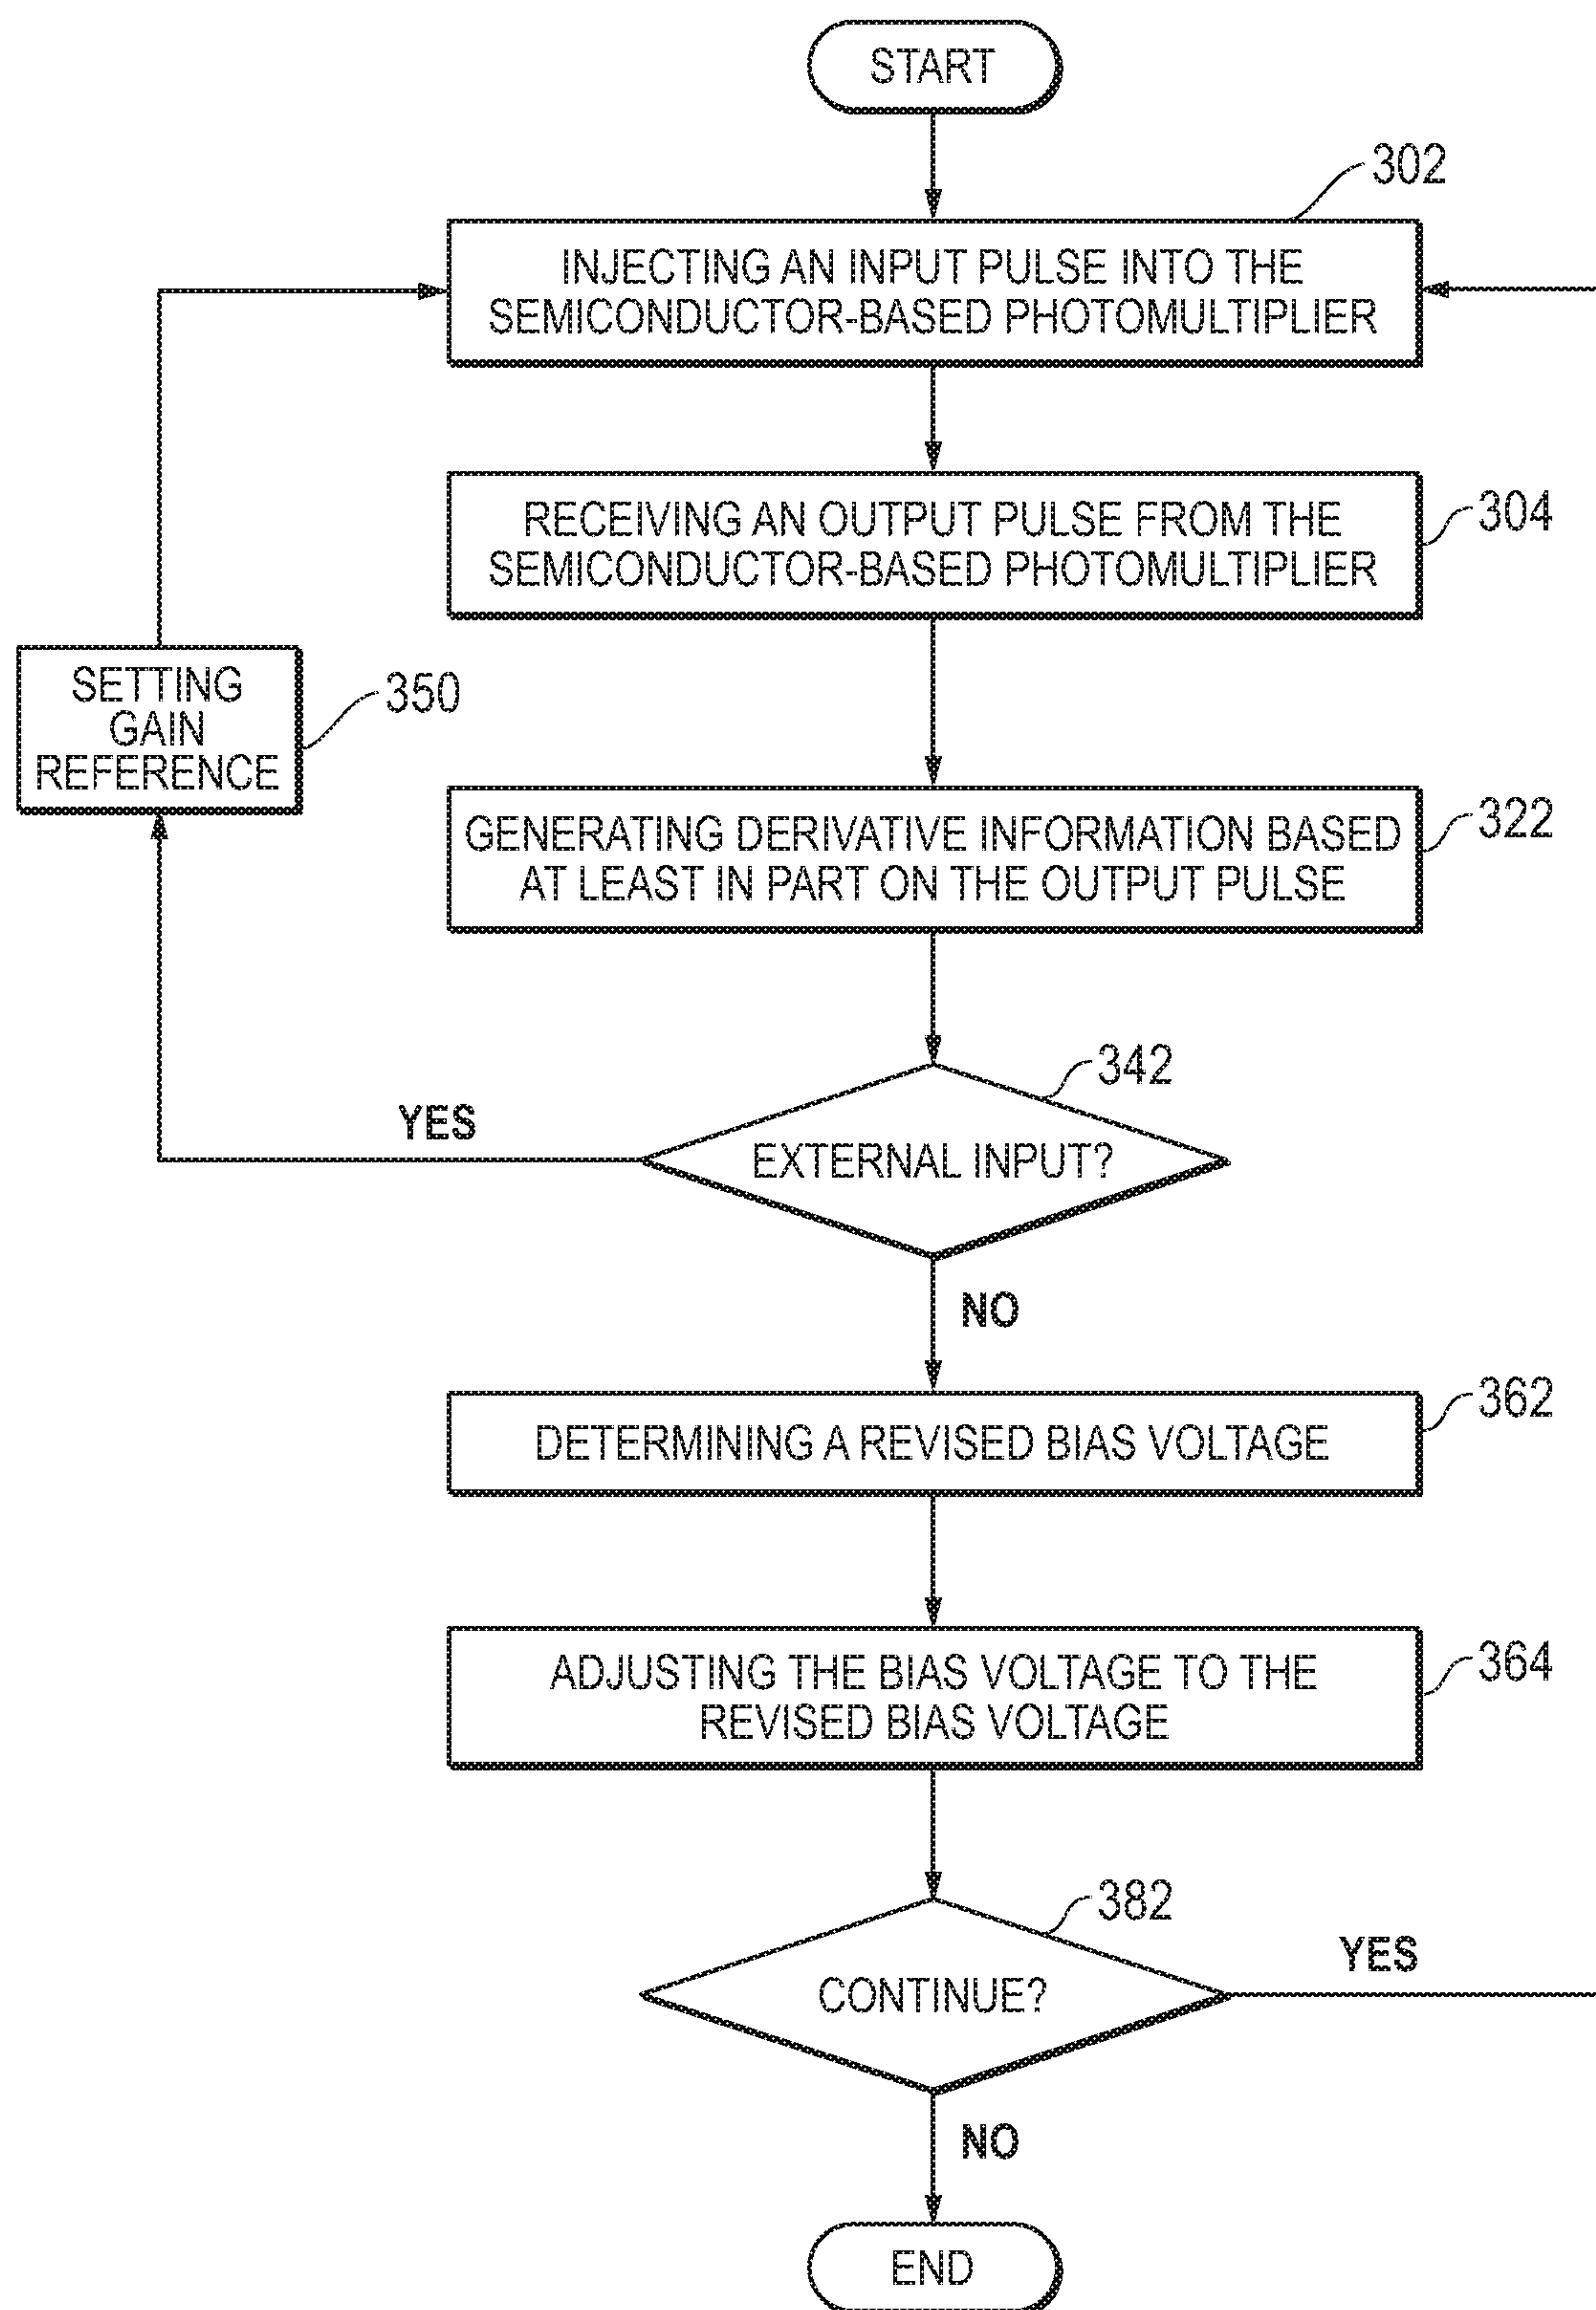 START
302
INJECTING AN INPUT PULSE INTO THE
SEMICONDUCTOR-BASED PHOTOMULTIPLIER
RECEIVING AN OUTPUT PULSE FROM THE
SEMICONDUCTOR-BASED PHOTOMULTIPLIER
304
SETTING
GAIN
REFERENCE
350
GENERATING DERIVATIVE INFORMATION BASED
AT LEAST IN PART ON THE OUTPUT PULSE
322
342
YES
EXTERNAL INPUT?
NO
362
DETERMINING A REVISED BIAS VOLTAGE
ADJUSTING THE BIAS VOLTAGE TO THE
REVISED BIAS VOLTAGE
364
382
YES
CONTINUE?
NO
END